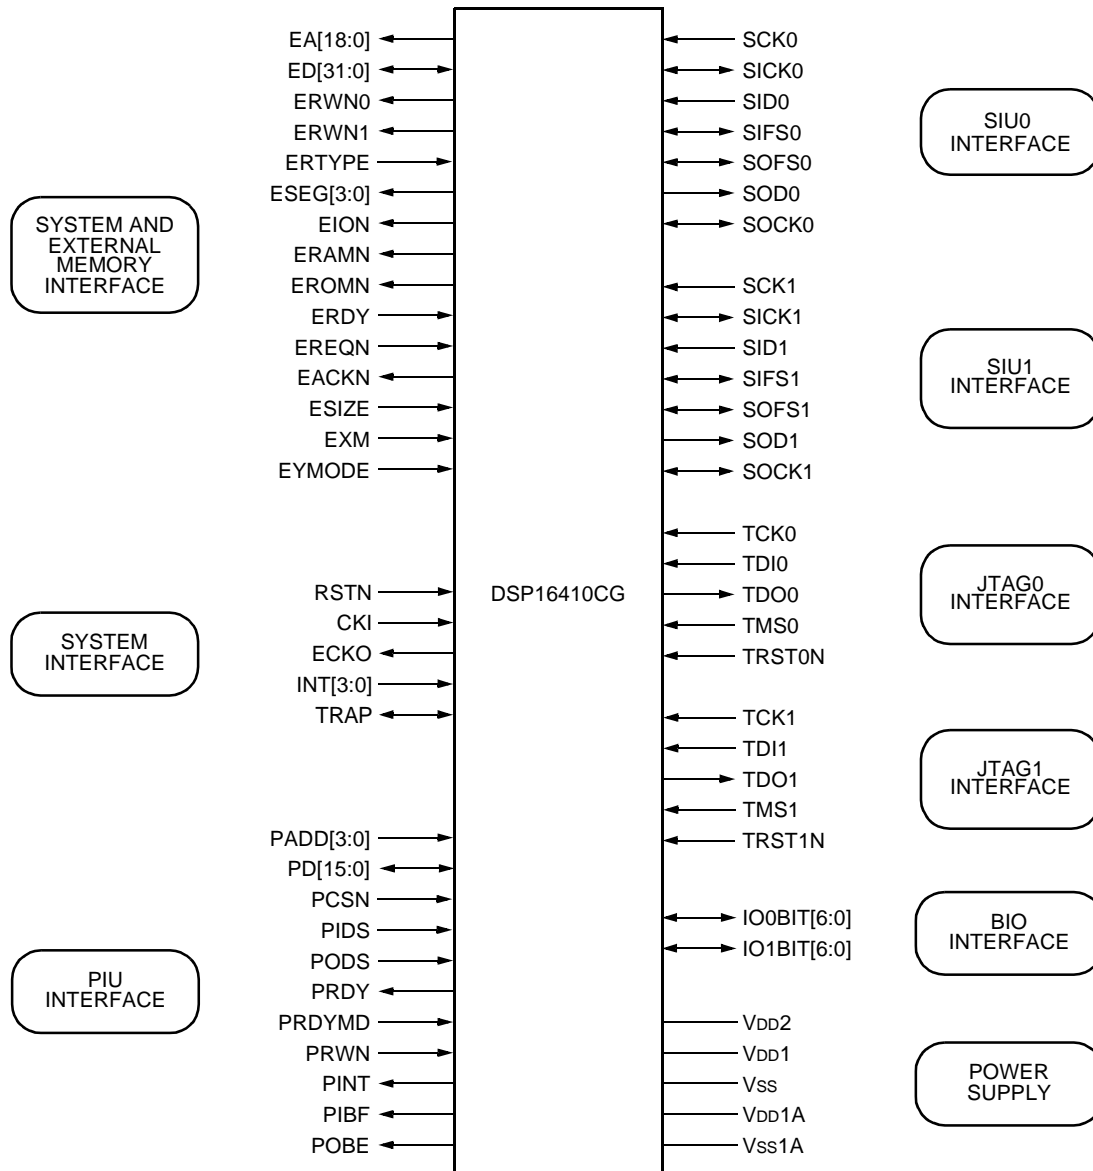 SYSTEM AND
EXTERNAL
MEMORY
INTERFACE
SYSTEM
INTERFACE
PIU
INTERFACE
EA[18:0]
ED[31:0]
ERWN0
ERWN1
ERTYPE
ESEG[3:0]
EION
ERAMN
EROMN
ERDY
EREQN
EACKN
ESIZE
EXM
EYMODE
RSTN
CKI
ECKO
INT[3:0]
TRAP
PADD[3:0]
PD[15:0]
PCSN
PIDS
PODS
PRDY
PRDYMD
PRWN
PINT
PIBF
POBE
DSP16410CG
SCK0
SICK0
SID0
SIFS0
SOFS0
SOD0
SOCK0
SCK1
SICK1
SID1
SIFS1
SOFS1
SOD1
SOCK1
TCK0
TDI0
TDO0
TMS0
TRST0N
TCK1
TDI1
TDO1
TMS1
TRST1N
IO0BIT[6:0]
IO1BIT[6:0]
VDD2
VDD1
VSS
VDD1A
VSS1A
SIU0
INTERFACE
SIU1
INTERFACE
JTAG0
INTERFACE
JTAG1
INTERFACE
BIO
INTERFACE
POWER
SUPPLY